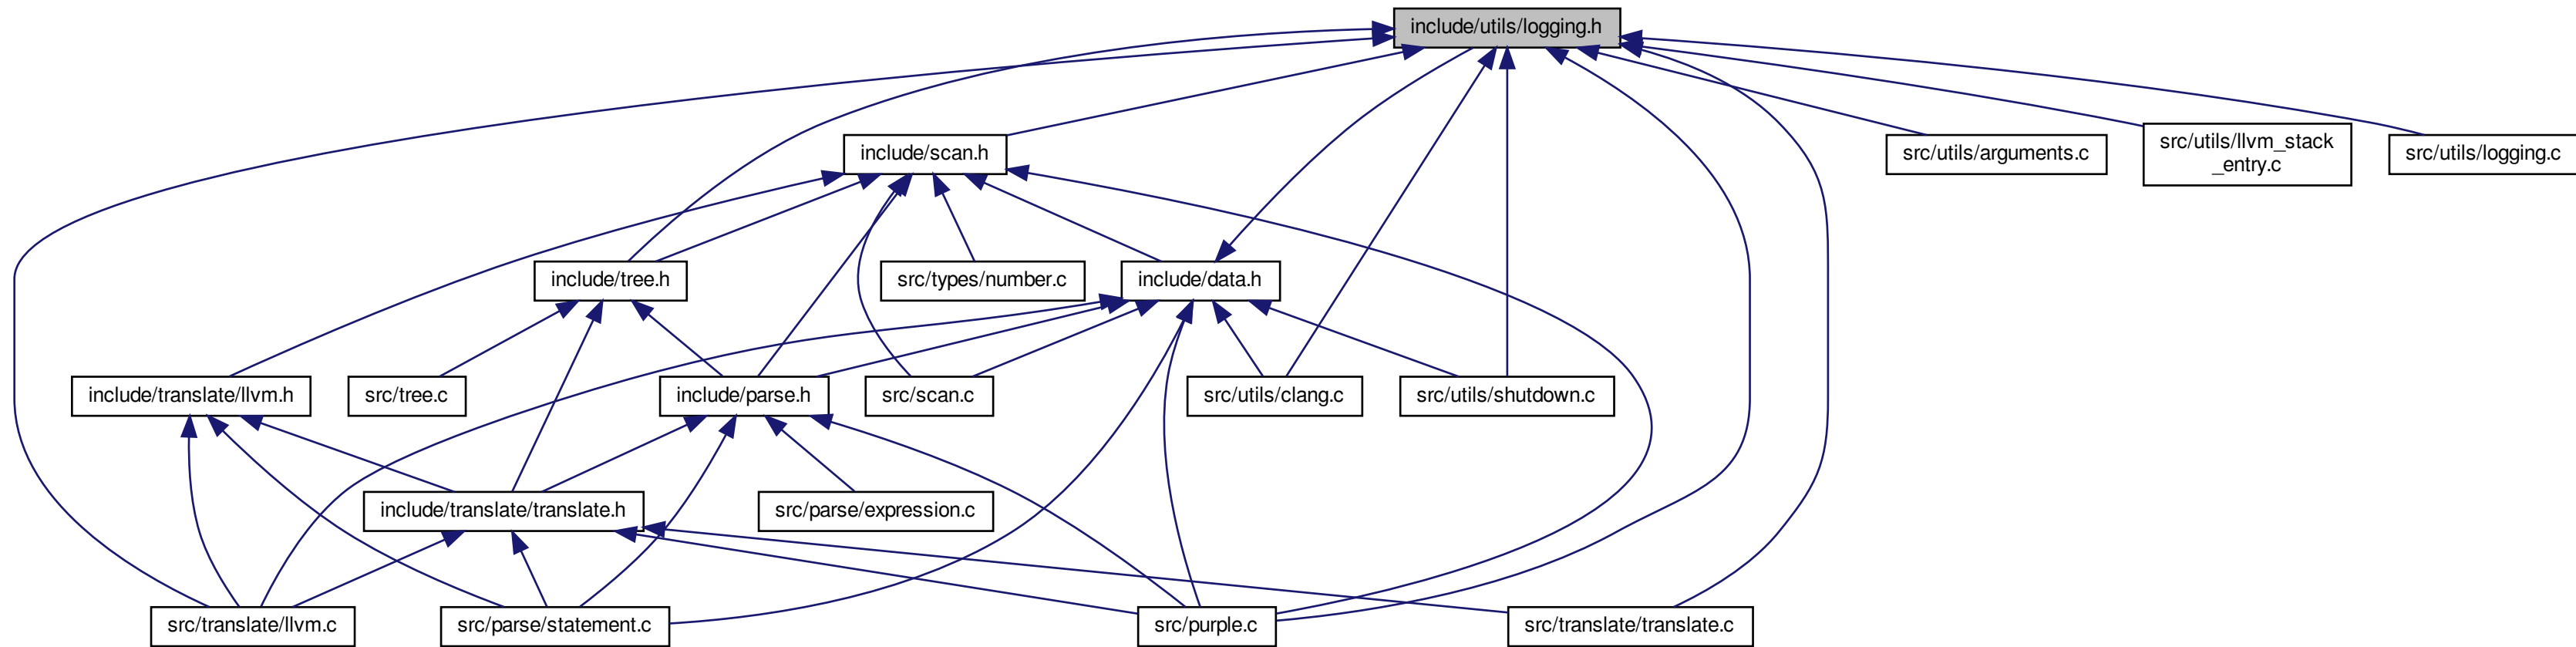 include/utils/logging.h
include/scan.h
src/utils/arguments.c
src/utils/llvm_stack
_entry.c
src/utils/logging.c
include/tree.h
src/types/number.c
include/data.h
include/translate/llvm.h
src/tree.c
include/parse.h
src/scan.c
src/utils/clang.c
src/utils/shutdown.c
include/translate/translate.h
src/parse/expression.c
src/translate/llvm.c
src/parse/statement.c
src/purple.c
src/translate/translate.c